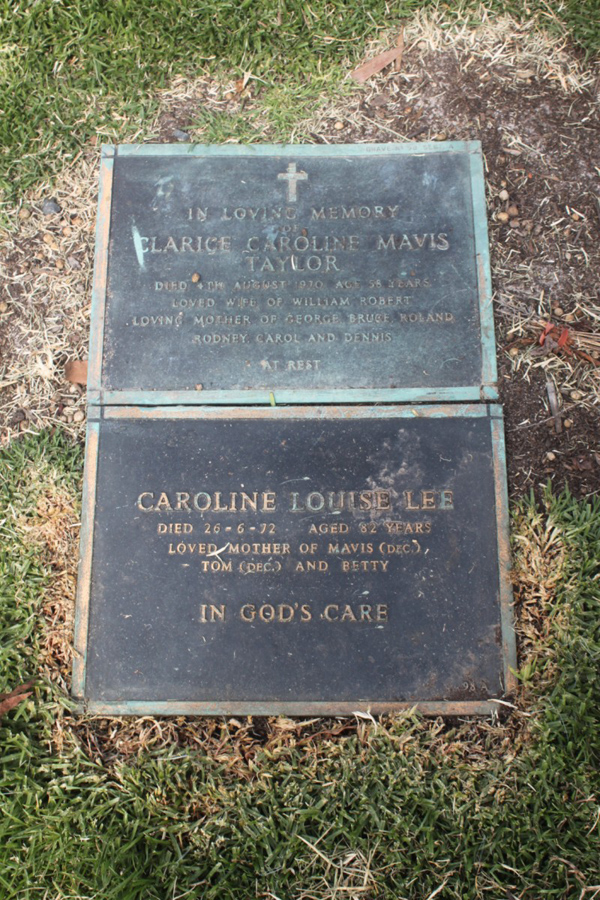 IN LOVING MEMORY
OF
CLARICE CAROLINE MAVIS
TAYLOR
DIED 4TH AUGUST 1970 AGE 58 YEARS
LOVED WIFE OF WILLIAM ROBERT
LOVING MOTHER OF GEORGE, BRUCE, ROLAND
RODNEY, CAROL AND DENNIS
AT REST
CAROLINE LOUISE LEE
DIED 26-6-72 AGED 82 YEARS
LOVED MOTHER OF MAVIS (DEC.),
TOM (DEC.) AND BETTY
IN GOD'S CARE